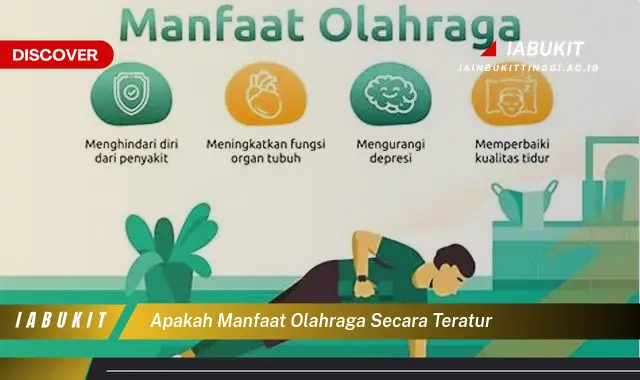 Manfaat Olahraga
DISCOVER
IABUKIT
IAINBUKITTINGGI.AC.ID
Menghindari diri
dari penyakit
Meningkatkan fungsi
organ tubuh
Mengurangi
depresi
Memperbaiki
kualitas tidur
IABUKIT
Apakah Manfaat Olahraga Secara Teratur